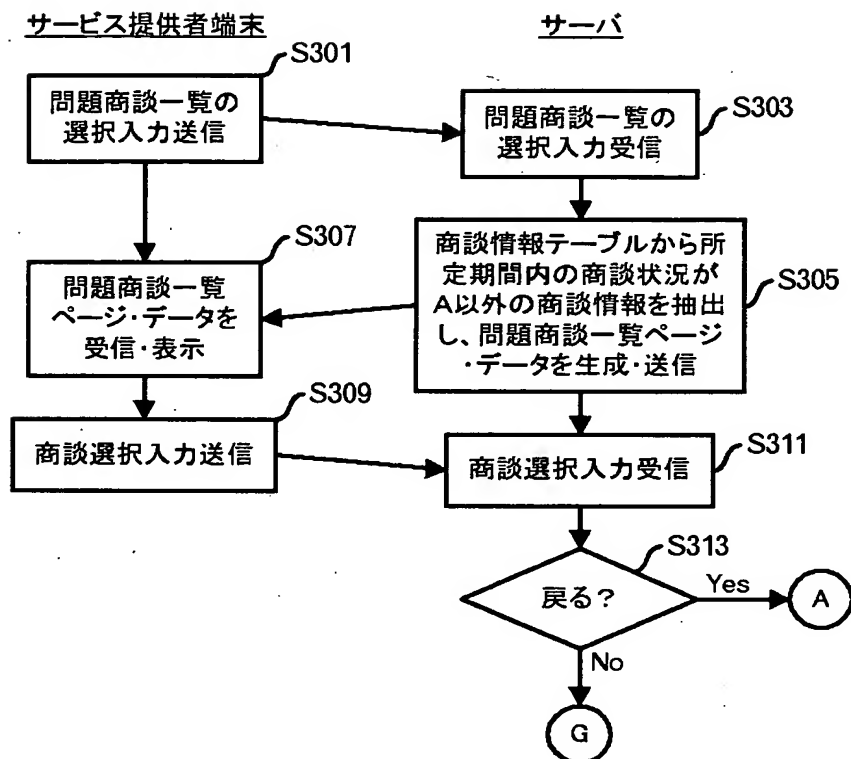 サービス提供者端末
サーバ
S301
問題商談一覧の
選択入力送信
S303
問題商談一覧の
選択入力受信
S307
問題商談一覧
ページ・データを
受信・表示
S305
商談情報テーブルから所
定期間内の商談状況が
A以外の商談情報を抽出
し、問題商談一覧ページ
・データを生成・送信
S309
商談選択入力送信
S311
商談選択入力受信
S313
戻る?
Yes
A
No
G